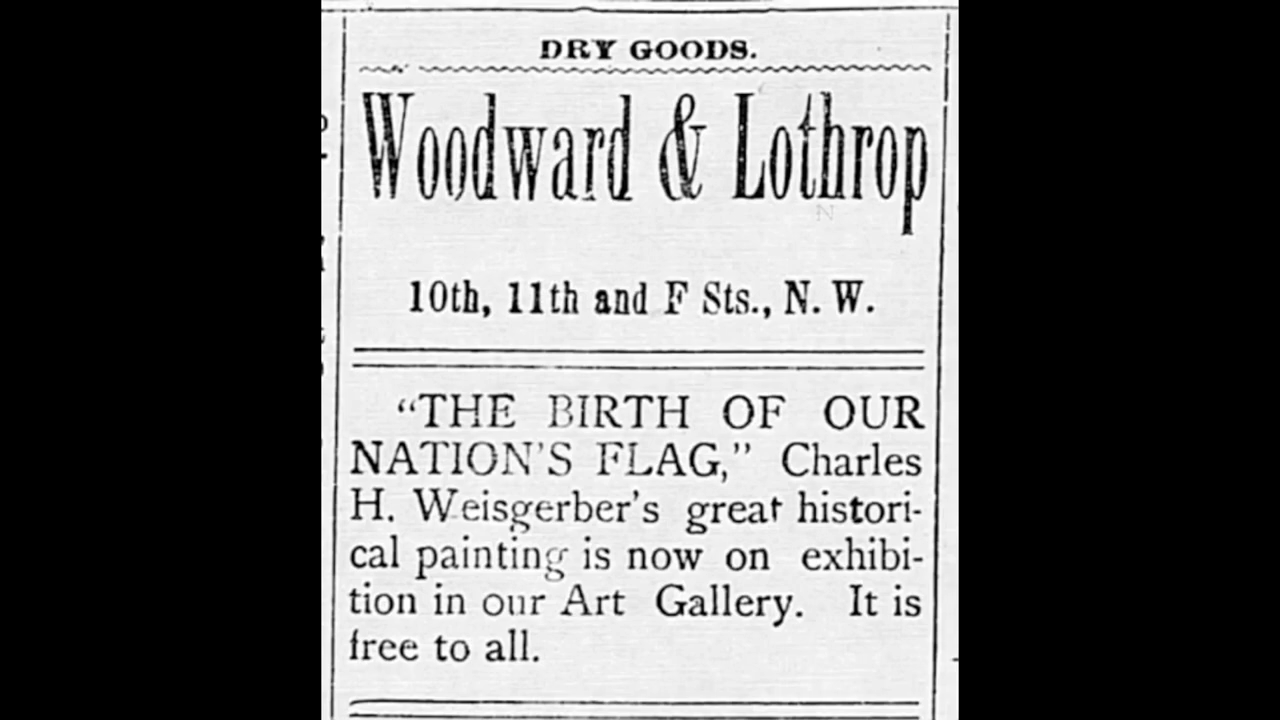 DRY GOODS.
Woodward & Lothrop
10th, 11th and F Sts., N. W.
“THE BIRTH OF OUR
NATION'S FLAG,” Charles
H. Weisgerber's great histori-
cal painting is now on exhibi-
tion in our Art Gallery. It is
free to all.